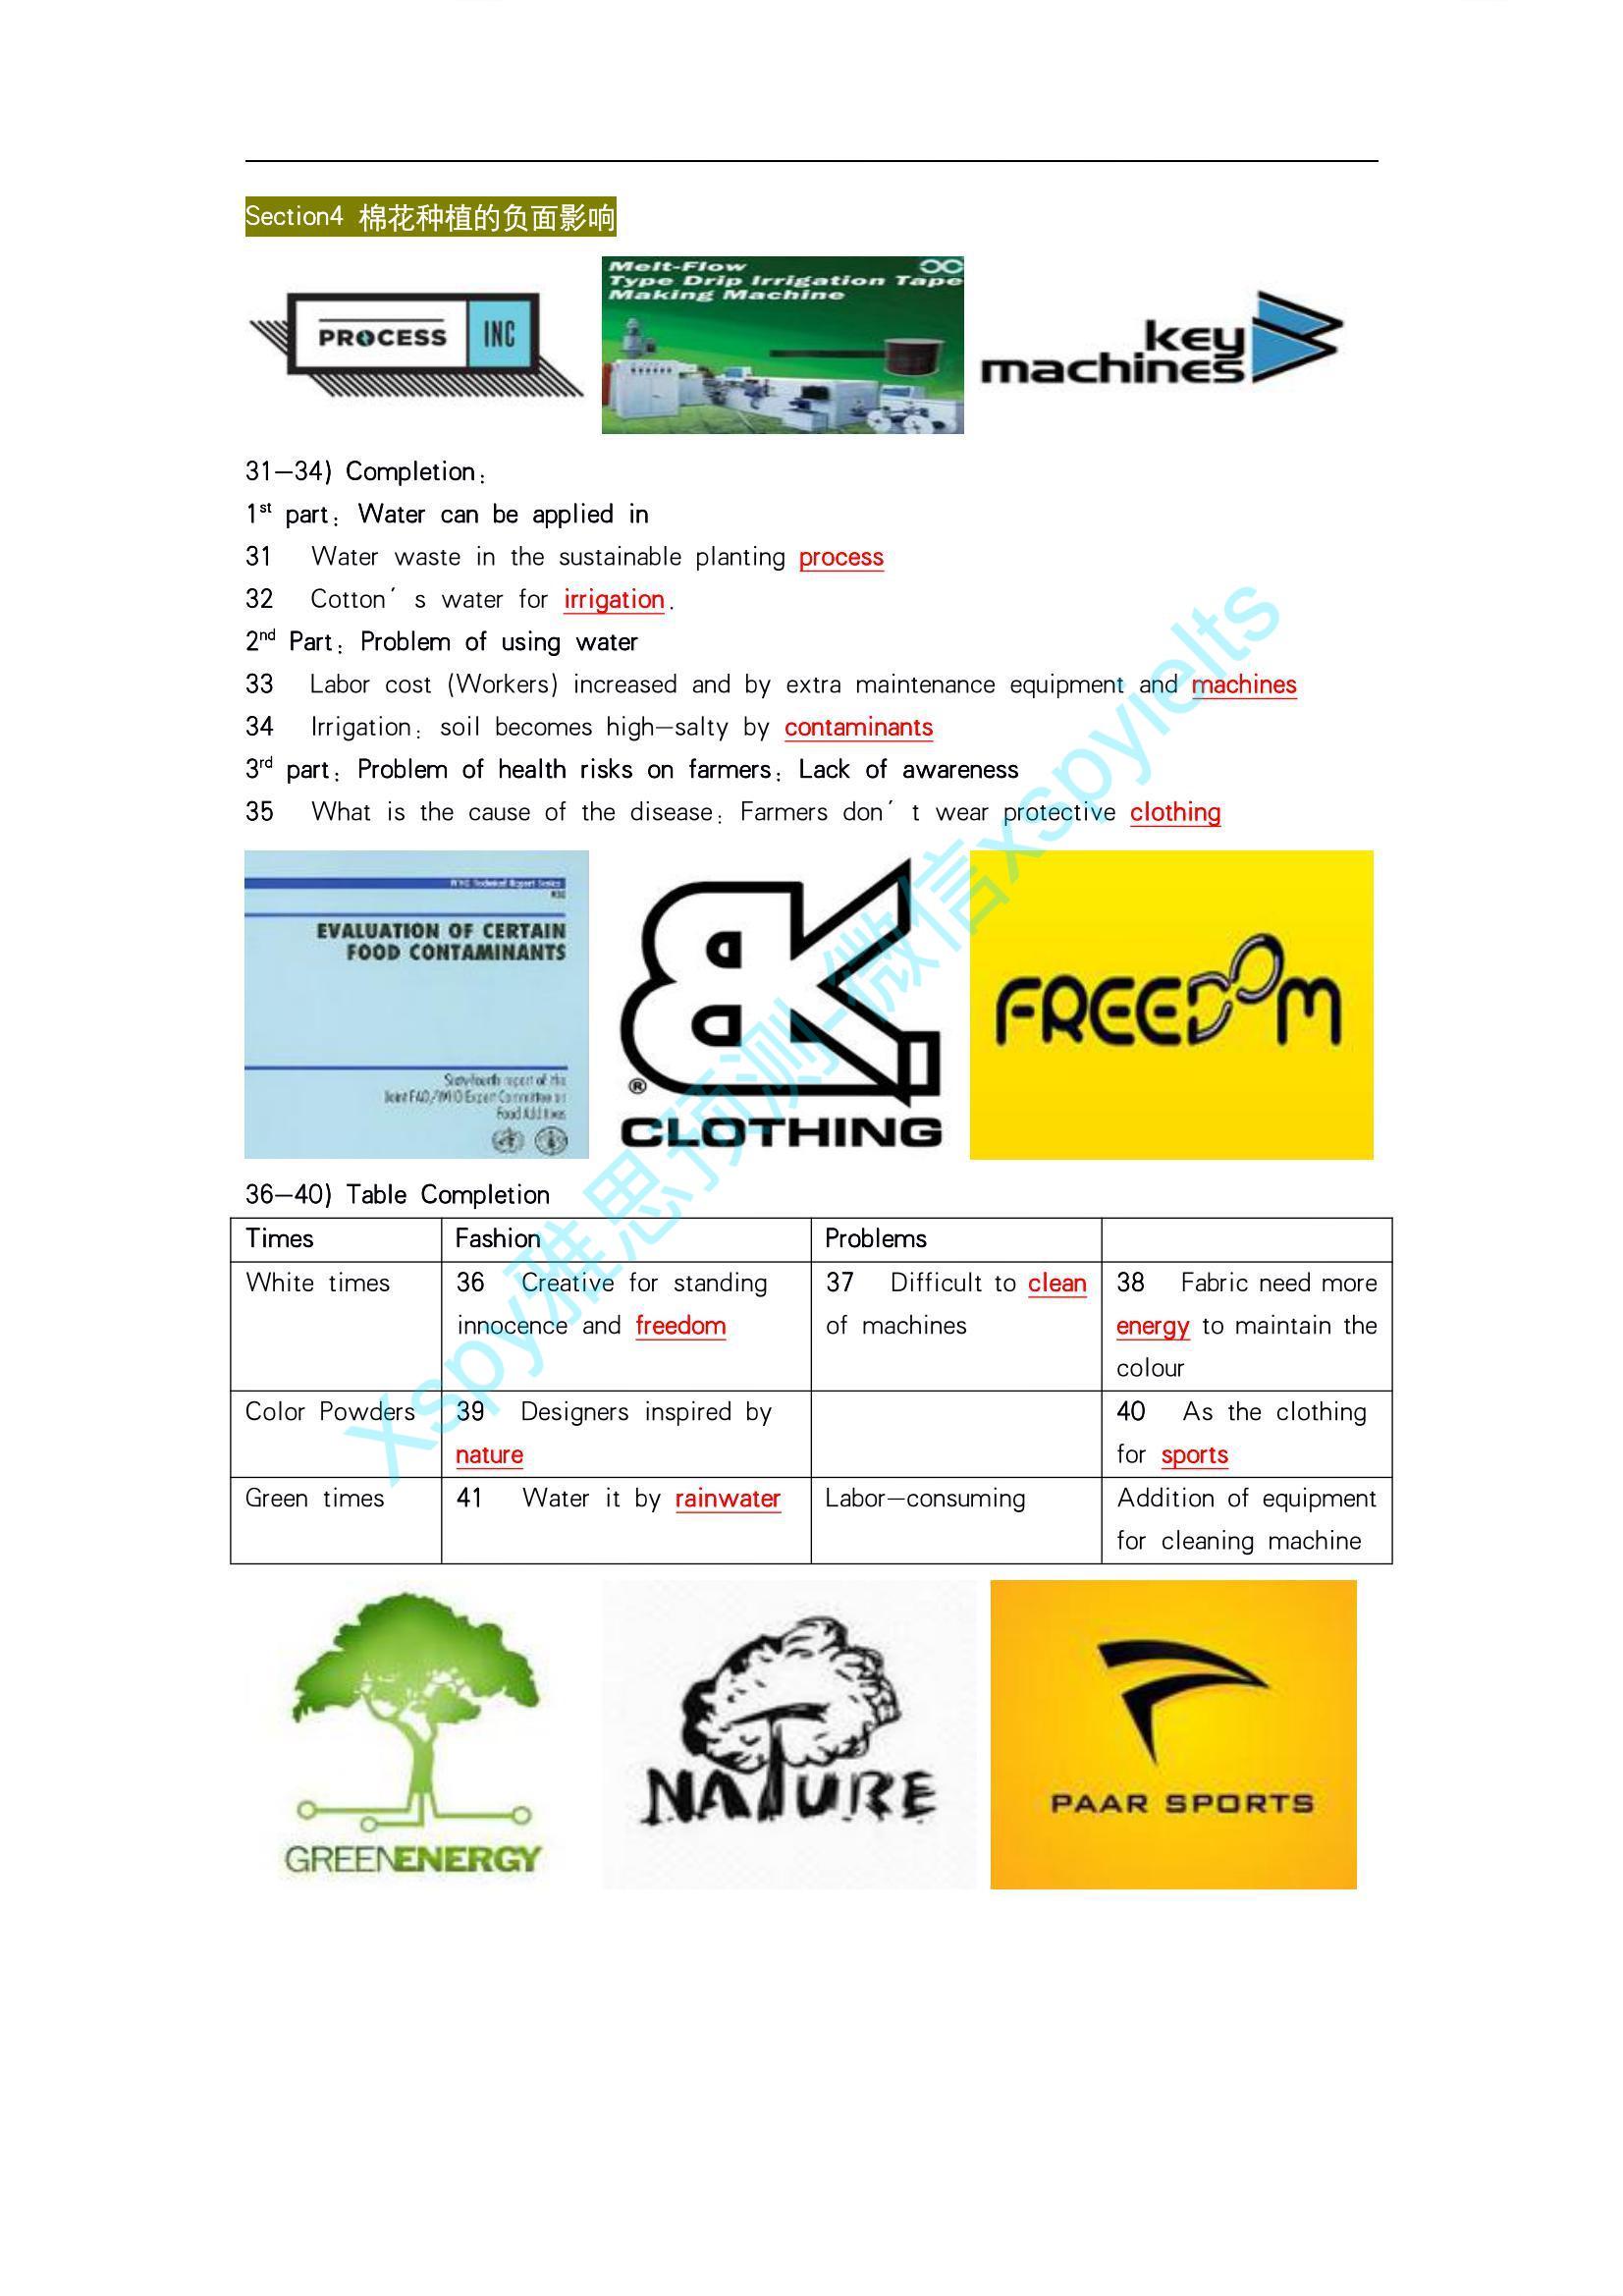 Section4 棉花种植的负面影响
PROCESS INC
Melt-Flow
Type Drip Irrigation Tape
Making Machine
key
machines
31-34) Completion:
1st part: Water can be applied in
31 Water waste in the sustainable planting process
32 Cotton´ s water for irrigation.
2nd Part: Problem of using water
33 Labor cost (Workers) increased and by extra maintenance equipment and machines
34 Irrigation: soil becomes high-salty by contaminants
3rd part: Problem of health risks on farmers: Lack of awareness
35 What is the cause of the disease: Farmers don´ t wear protective clothing
WHO Technical Report Series
EVALUATION OF CERTAIN
FOOD CONTAMINANTS
Sixty-fourth report of the
Joint FAO/WHO Expert Committee on
Food Additives
BK
®
CLOTHING
FREEDOM
36-40) Table Completion
Times Fashion Problems
White times 36 Creative for standing 37 Difficult to clean 38 Fabric need more
innocence and freedom of machines energy to maintain the
colour
Color Powders 39 Designers inspired by 40 As the clothing
nature for sports
Green times 41 Water it by rainwater Labor-consuming Addition of equipment
for cleaning machine
GREENENERGY
NATURE
PAAR SPORTS
xspy雅思预测-微信xspyielts